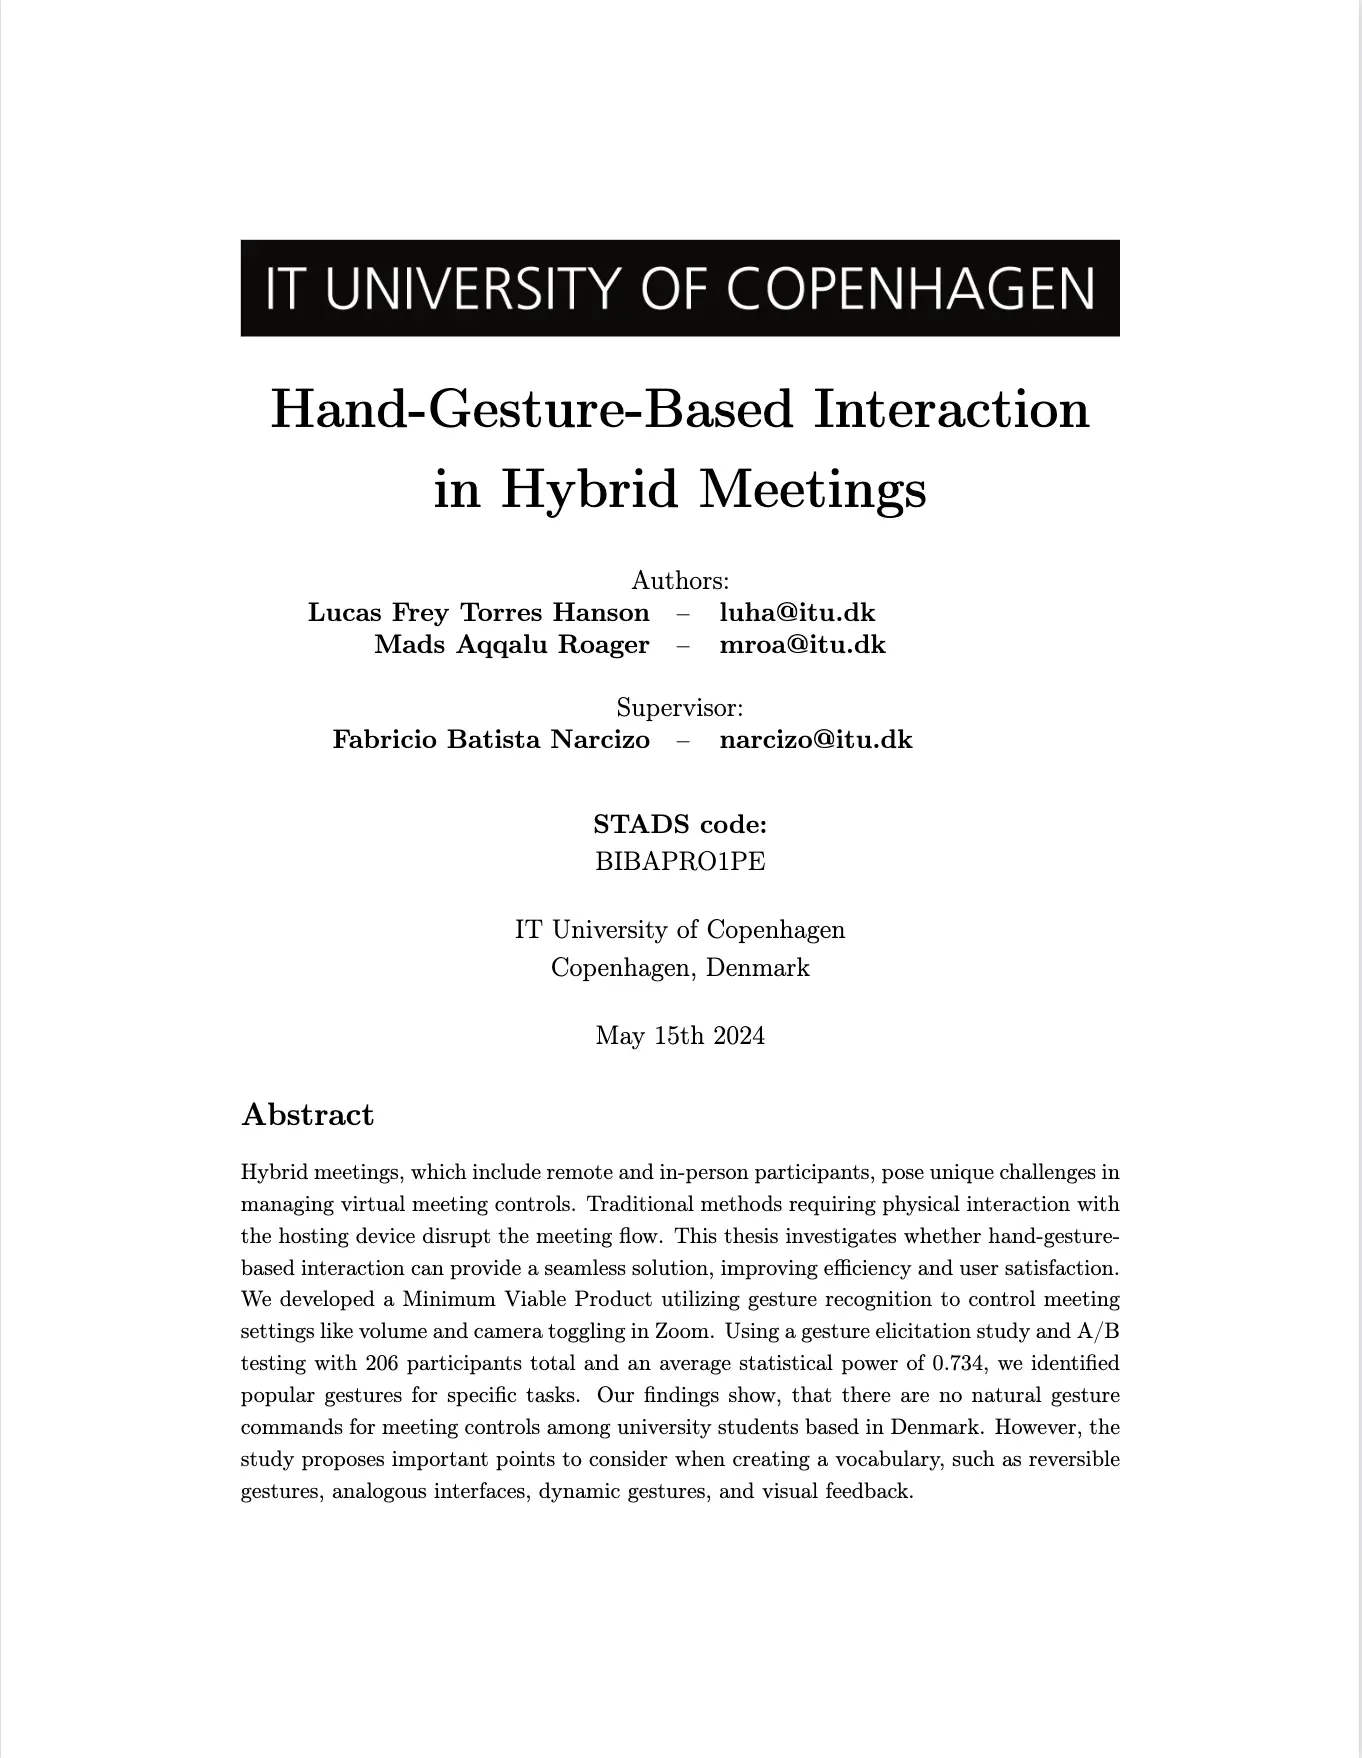 IT UNIVERSITY OF COPENHAGEN
Hand-Gesture-Based Interaction
in Hybrid Meetings
Authors:
Lucas Frey Torres Hanson – luha@itu.dk
Mads Aqqalu Roager – mroa@itu.dk
Supervisor:
Fabricio Batista Narcizo – narcizo@itu.dk
STADS code:
BIBAPRO1PE
IT University of Copenhagen
Copenhagen, Denmark
May 15th 2024
Abstract
Hybrid meetings, which include remote and in-person participants, pose unique challenges in
managing virtual meeting controls. Traditional methods requiring physical interaction with
the hosting device disrupt the meeting flow. This thesis investigates whether hand-gesture-
based interaction can provide a seamless solution, improving efficiency and user satisfaction.
We developed a Minimum Viable Product utilizing gesture recognition to control meeting
settings like volume and camera toggling in Zoom. Using a gesture elicitation study and A/B
testing with 206 participants total and an average statistical power of 0.734, we identified
popular gestures for specific tasks. Our findings show, that there are no natural gesture
commands for meeting controls among university students based in Denmark. However, the
study proposes important points to consider when creating a vocabulary, such as reversible
gestures, analogous interfaces, dynamic gestures, and visual feedback.